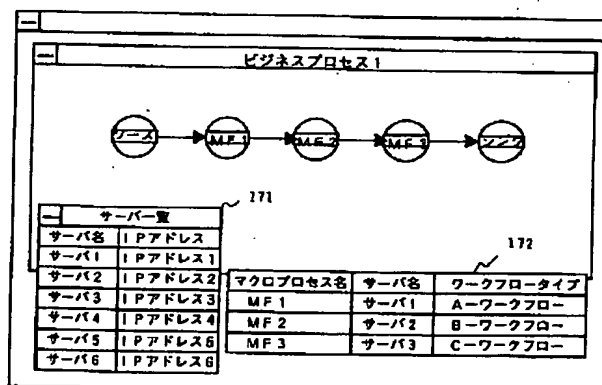 ビジネスプロセス1
ソース MF1 MF2 MF3 シンク
171
サーバ一覧
サーバ名 IPアドレス
サーバ1 IPアドレス1
サーバ2 IPアドレス2
サーバ3 IPアドレス3
サーバ4 IPアドレス4
サーバ5 IPアドレス5
サーバ6 IPアドレス6
172
マクロプロセス名 サーバ名 ワークフロータイプ
MF1 サーバ1 A-ワークフロー
MF2 サーバ2 B-ワークフロー
MF3 サーバ3 C-ワークフロー